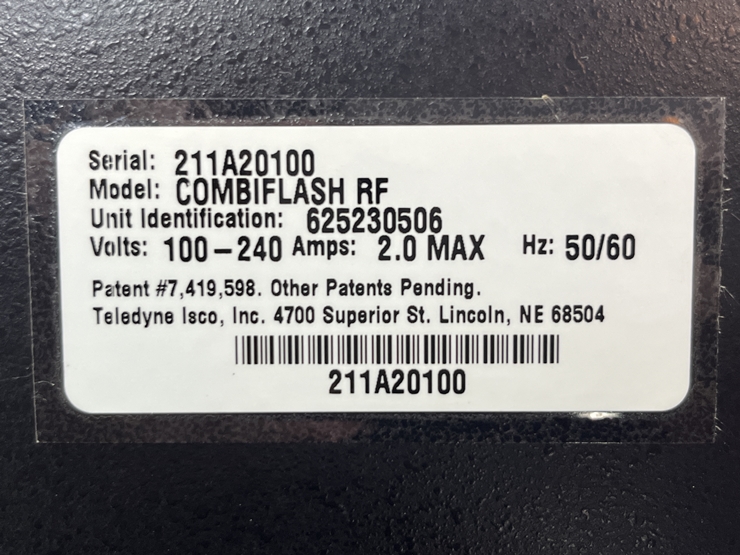 Serial: 211A20100
Model: COMBIFLASH RF
Unit Identification: 625230506
Volts: 100-240 Amps: 2.0 MAX Hz: 50/60
Patent #7,419,598. Other Patents Pending.
Teledyne Isco, Inc. 4700 Superior St. Lincoln, NE 68504
211A20100